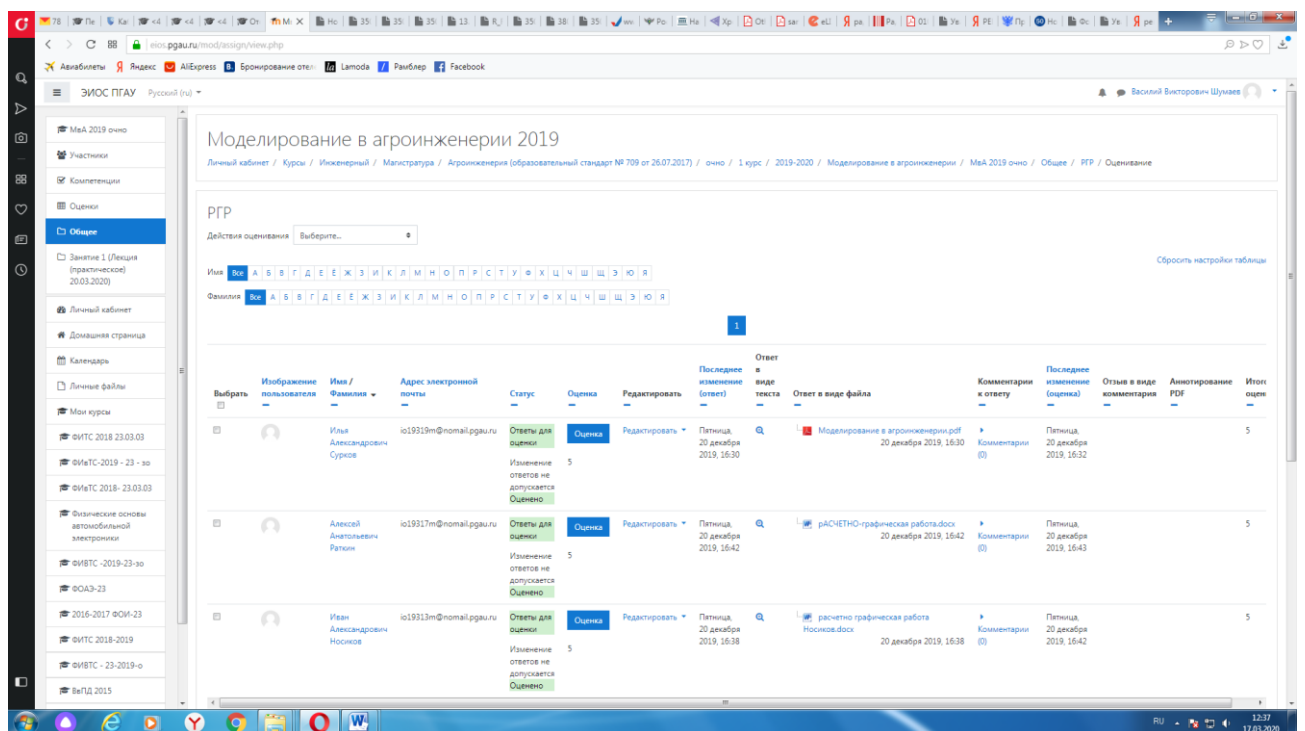 eios.pgau.ru/mod/assign/view.php
Авиабилеты Яндекс AliExpress Бронирование отел Lamoda Рамблер Facebook
ЭИОС ПГАУ Русский (ru)
Василий Викторович Шумаев
МвА 2019 очно
Участники
Компетенции
Оценки
Общее
Занятие 1 (Лекция
(практическое)
20.03.2020)
Личный кабинет
Домашняя страница
Календарь
Личные файлы
Мои курсы
ФИТС 2018 23.03.03
ФИвТС-2019 - 23 - зо
ФИвТС 2018- 23.03.03
Физические основы
автомобильной
электроники
ФИВТС -2019-23-зо
ФОАЭ-23
2016-2017 ФОИ-23
ФИТС 2018-2019
ФИВТС - 23-2019-о
ВеПД 2015
Моделирование в агроинженерии 2019
Личный кабинет / Курсы / Инженерный / Магистратура / Агроинженерия (образовательный стандарт № 709 от 26.07.2017) / очно / 1 курс / 2019-2020 / Моделирование в агроинженерии / МвА 2019 очно / Общее / РГР / Оценивание
РГР
Действия оценивания Выберите...
Сбросить настройки таблицы
Имя Все А Б В Г Д Е Ё Ж З И К Л М Н О П Р С Т У Ф Х Ц Ч Ш Щ Э Ю Я
Фамилия Все А Б В Г Д Е Ё Ж З И К Л М Н О П Р С Т У Ф Х Ц Ч Ш Щ Э Ю Я
1
Выбрать
Изображение
пользователя
Имя /
Фамилия
Адрес электронной
почты
Статус
Оценка
Редактировать
Последнее
изменение
(ответ)
Ответ
в
виде
текста
Ответ в виде файла
Комментарии
к ответу
Последнее
изменение
(оценка)
Отзыв в виде
комментария
Аннотирование
PDF
Итого
оцен
Илья
Александрович
Сурков
io19319m@nomail.pgau.ru
Ответы для
оценки
Изменение
ответов не
допускается
Оценено
Оценка
5
Редактировать
Пятница,
20 декабря
2019, 16:30
Моделирование в агроинженерии.pdf
20 декабря 2019, 16:30
Комментарии
(0)
Пятница,
20 декабря
2019, 16:32
5
Алексей
Анатольевич
Раткин
io19317m@nomail.pgau.ru
Ответы для
оценки
Изменение
ответов не
допускается
Оценено
Оценка
5
Редактировать
Пятница,
20 декабря
2019, 16:42
рАСЧЕТНО-графическая работа.docx
20 декабря 2019, 16:42
Комментарии
(0)
Пятница,
20 декабря
2019, 16:43
5
Иван
Александрович
Носиков
io19313m@nomail.pgau.ru
Ответы для
оценки
Изменение
ответов не
допускается
Оценено
Оценка
5
Редактировать
Пятница,
20 декабря
2019, 16:38
расчетно графическая работа
Носиков.docx
20 декабря 2019, 16:38
Комментарии
(0)
Пятница,
20 декабря
2019, 16:42
5
RU
12:37
17.03.2020